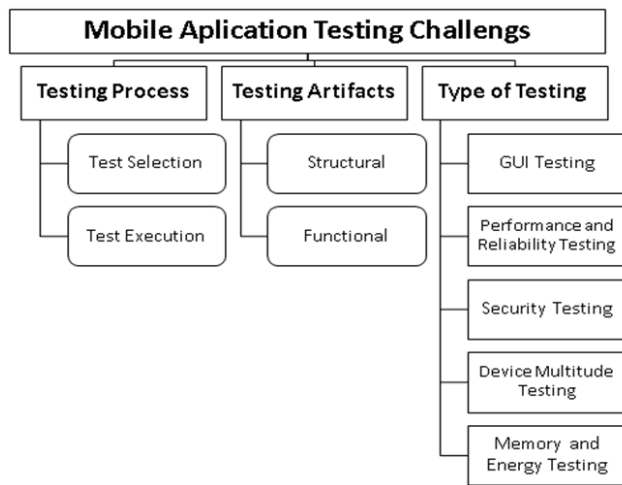 Mobile Aplication Testing Challengs
Testing Process
Testing Artifacts
Type of Testing
Test Selection
Test Execution
Structural
Functional
GUI Testing
Performance and
Reliability Testing
Security Testing
Device Multitude
Testing
Memory and
Energy Testing